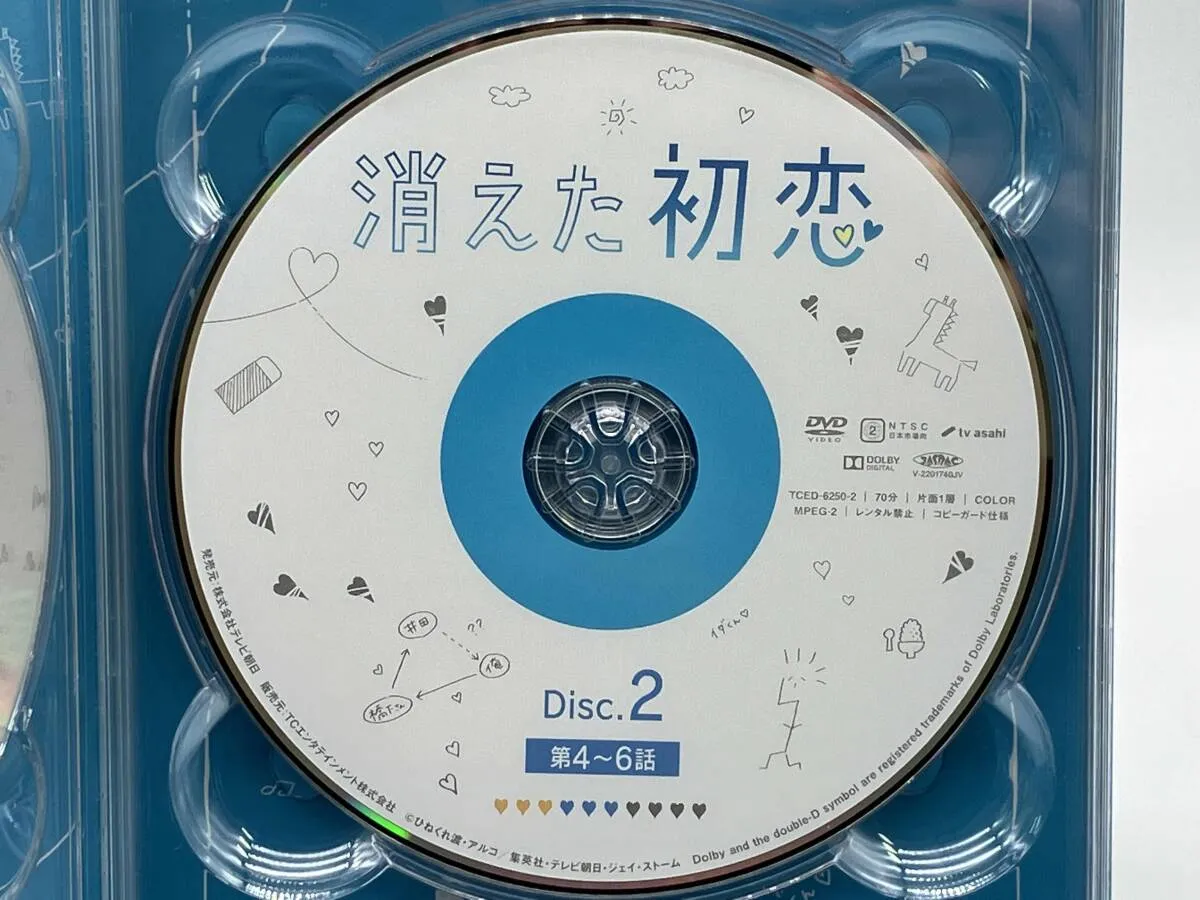 消えた初恋
DVD VIDEO
2
NTSC 日本市場向
tv asahi
DOLBY DIGITAL
JASRAC
V-2201740JV
TCED-6250-2 | 70分 | 片面1層 | COLOR
MPEG-2 | レンタル禁止 | コピーガード仕様
井田
??
俺
橋下さん
イダくん
Disc.2
第4～6話
発売元:株式会社テレビ朝日 販売元:TCエンタテインメント株式会社 ©ひねくれ渡・アルコ/集英社・テレビ朝日・ジェイ・ストーム Dolby and the double-D symbol are registered trademarks of Dolby Laboratories.